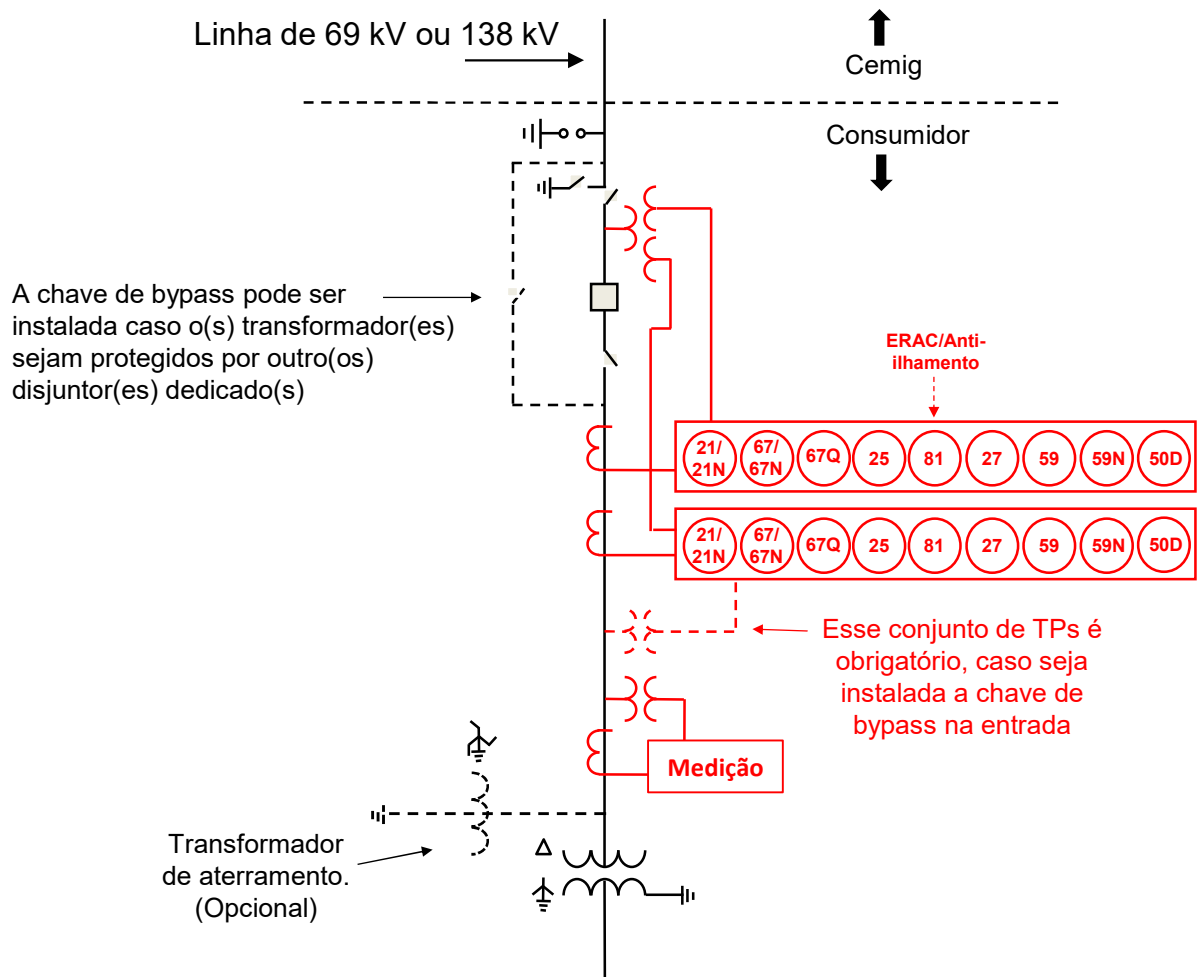 Linha de 69 kV ou 138 kV
Cemig
Consumidor
A chave de bypass pode ser
instalada caso o(s) transformador(es)
sejam protegidos por outro(os)
disjuntor(es) dedicado(s)
ERAC/Anti-
ilhamento
21/
21N
67/
67N
67Q
25
81
27
59
59N
50D
21/
21N
67/
67N
67Q
25
81
27
59
59N
50D
Esse conjunto de TPs é
obrigatório, caso seja
instalada a chave de
bypass na entrada
Medição
Transformador
de aterramento.
(Opcional)